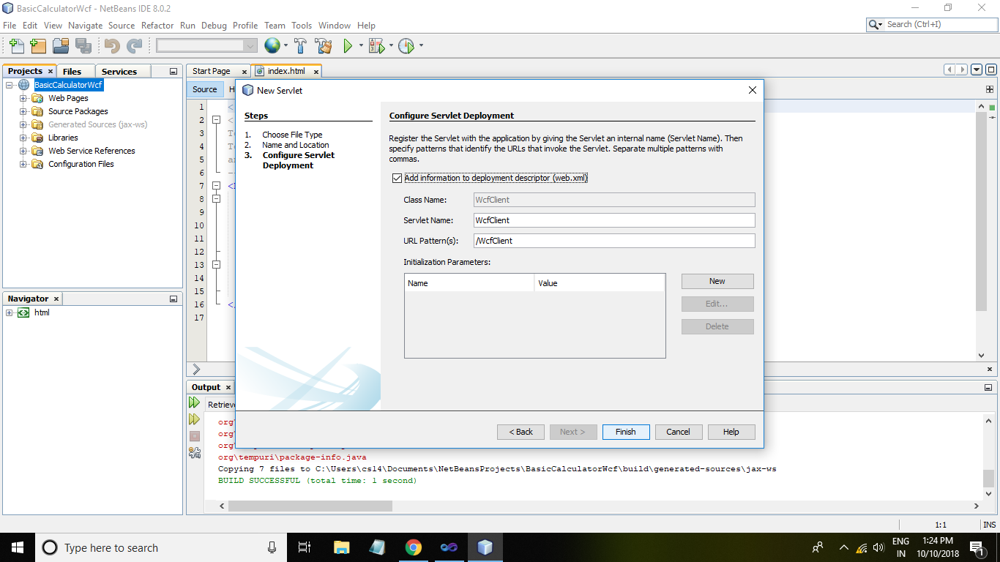 BasicCalculatorWcf - NetBeans IDE 8.0.2
File Edit View Navigate Source Refactor Run Debug Profile Team Tools Window Help
Search (Ctrl+I)
Projects Files Services
Start Page index.html
BasicCalculatorWcf
Web Pages
Source Packages
Generated Sources (jax-ws)
Libraries
Web Service References
Configuration Files
Navigator
html
Source H
1 <
2 <
3 T
4 T
5 a
6 -
7 <
8
9
10
11
12
13
14
15
16 <
17
New Servlet
Steps
1. Choose File Type
2. Name and Location
3. Configure Servlet
Deployment
Configure Servlet Deployment
Register the Servlet with the application by giving the Servlet an internal name (Servlet Name). Then
specify patterns that identify the URLs that invoke the Servlet. Separate multiple patterns with
commas.
Add information to deployment descriptor (web.xml)
Class Name: WcfClient
Servlet Name: WcfClient
URL Pattern(s): /WcfClient
Initialization Parameters:
Name Value
New
Edit...
Delete
< Back Next > Finish Cancel Help
Output
Retrieve
org\
org\
org\
org\tempuri\package-info.java
Copying 7 files to C:\Users\csl4\Documents\NetBeansProjects\BasicCalculatorWcf\build\generated-sources\jax-ws
BUILD SUCCESSFUL (total time: 1 second)
1:1 INS
Type here to search
ENG
IN
1:24 PM
10/10/2018
1